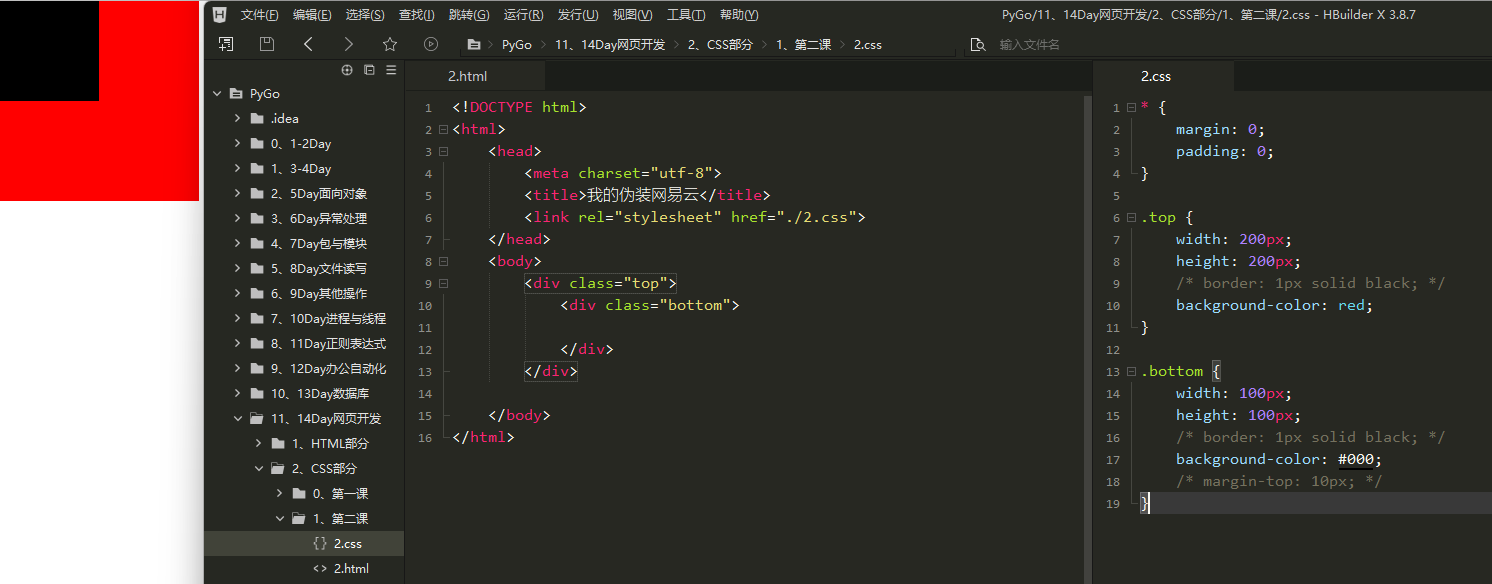 文件(F) 编辑(E) 选择(S) 查找(I) 跳转(G) 运行(R) 发行(U) 视图(V) 工具(T) 帮助(Y) PyGo/11、14Day网页开发/2、CSS部分/1、第二课/2.css - HBuilder X 3.8.7
PyGo 11、14Day网页开发 2、CSS部分 1、第二课 2.css 输入文件名
PyGo
.idea
0、1-2Day
1、3-4Day
2、5Day面向对象
3、6Day异常处理
4、7Day包与模块
5、8Day文件读写
6、9Day其他操作
7、10Day进程与线程
8、11Day正则表达式
9、12Day办公自动化
10、13Day数据库
11、14Day网页开发
1、HTML部分
2、CSS部分
0、第一课
1、第二课
{} 2.css
<> 2.html
2.html
1 <!DOCTYPE html>
2 <html>
3 <head>
4 <meta charset="utf-8">
5 <title>我的伪装网易云</title>
6 <link rel="stylesheet" href="./2.css">
7 </head>
8 <body>
9 <div class="top">
10 <div class="bottom">
11
12 </div>
13 </div>
14
15 </body>
16 </html>
2.css
1 * {
2 margin: 0;
3 padding: 0;
4 }
5
6 .top {
7 width: 200px;
8 height: 200px;
9 /* border: 1px solid black; */
10 background-color: red;
11 }
12
13 .bottom {
14 width: 100px;
15 height: 100px;
16 /* border: 1px solid black; */
17 background-color: #000;
18 /* margin-top: 10px; */
19 }